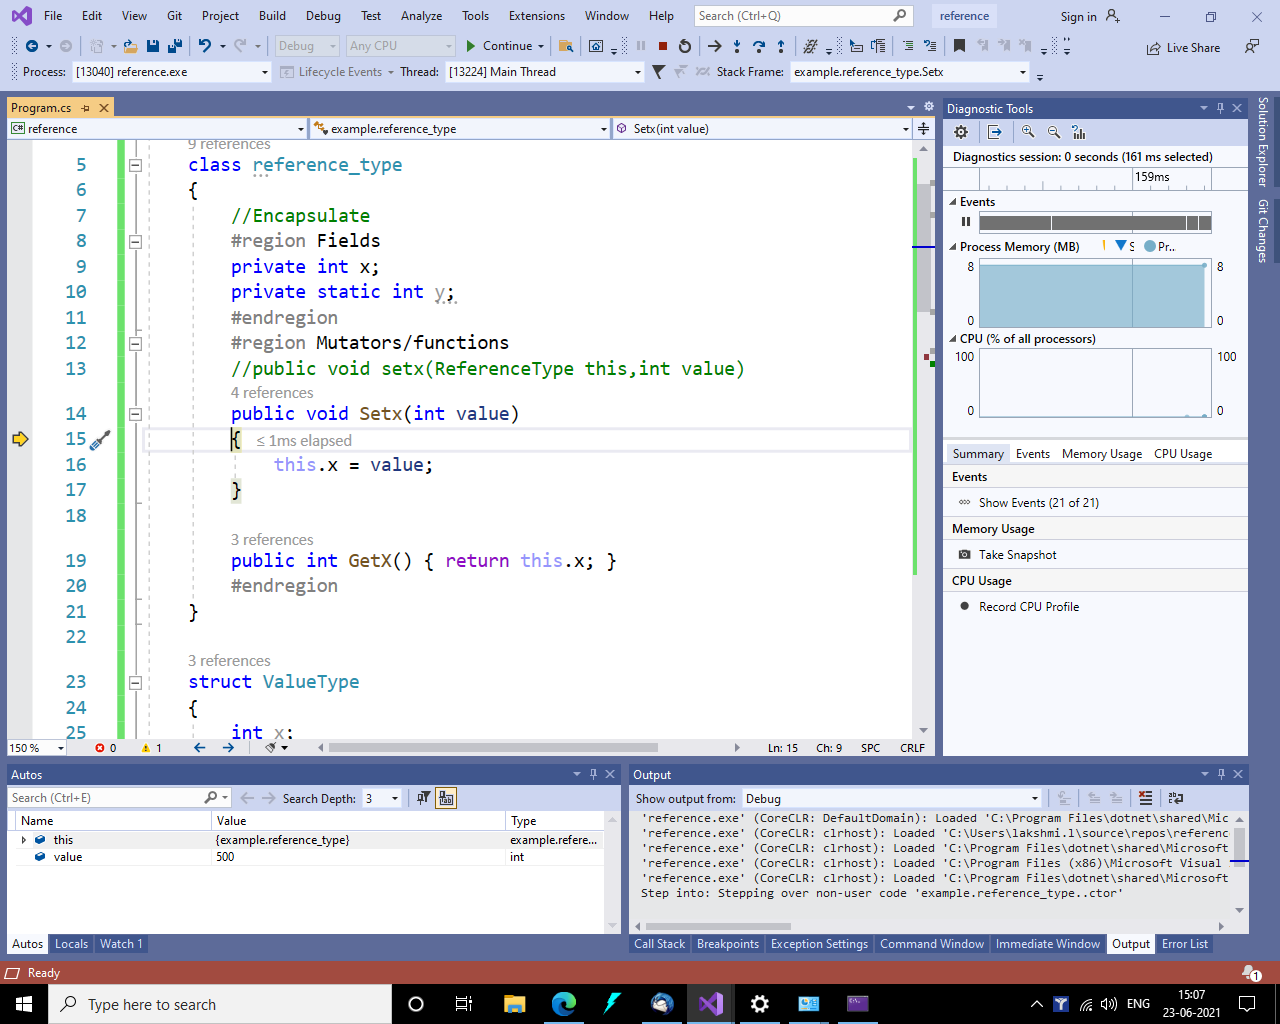 File Edit View Git Project Build Debug Test Analyze Tools Extensions Window Help Search (Ctrl+Q) reference Sign in
Debug Any CPU Continue Live Share
Process: [13040] reference.exe Lifecycle Events Thread: [13224] Main Thread Stack Frame: example.reference_type.Setx
Program.cs
C# reference example.reference_type Setx(int value)
9 references
5 class reference_type
6 {
7 //Encapsulate
8 #region Fields
9 private int x;
10 private static int y;
11 #endregion
12 #region Mutators/functions
13 //public void setx(ReferenceType this,int value)
4 references
14 public void Setx(int value)
15 { ≤ 1ms elapsed
16 this.x = value;
17 }
18
3 references
19 public int GetX() { return this.x; }
20 #endregion
21 }
22
3 references
23 struct ValueType
24 {
25 int x;
150 % 0 1 Ln: 15 Ch: 9 SPC CRLF
Diagnostic Tools
Diagnostics session: 0 seconds (161 ms selected)
159ms
Events
Process Memory (MB) S Pr..
8 8
0 0
CPU (% of all processors)
100 100
0 0
Summary Events Memory Usage CPU Usage
Events
Show Events (21 of 21)
Memory Usage
Take Snapshot
CPU Usage
Record CPU Profile
Solution Explorer
Git Changes
Autos
Search (Ctrl+E) Search Depth: 3
Name Value Type
this {example.reference_type} example.refere...
value 500 int
Autos Locals Watch 1
Output
Show output from: Debug
'reference.exe' (CoreCLR: DefaultDomain): Loaded 'C:\Program Files\dotnet\shared\Mic
'reference.exe' (CoreCLR: clrhost): Loaded 'C:\Users\lakshmi.l\source\repos\referenc
'reference.exe' (CoreCLR: clrhost): Loaded 'C:\Program Files\dotnet\shared\Microsoft
'reference.exe' (CoreCLR: clrhost): Loaded 'C:\Program Files (x86)\Microsoft Visual
'reference.exe' (CoreCLR: clrhost): Loaded 'C:\Program Files\dotnet\shared\Microsoft
Step into: Stepping over non-user code 'example.reference_type..ctor'
Call Stack Breakpoints Exception Settings Command Window Immediate Window Output Error List
Ready 1
Type here to search ENG 15:07
23-06-2021